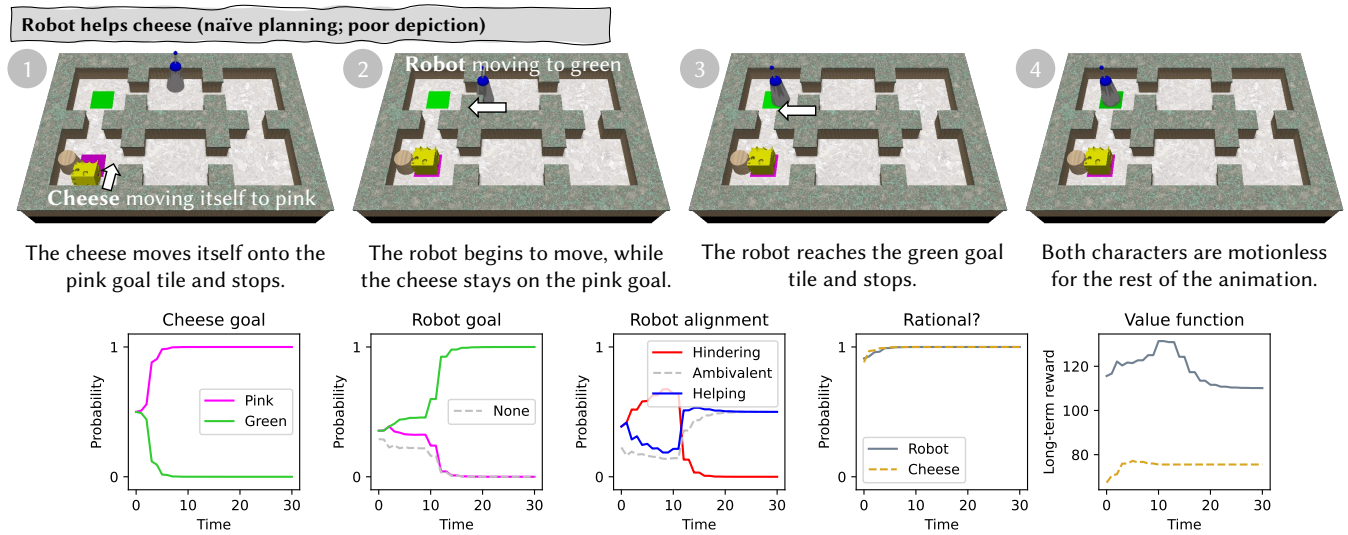 Robot helps cheese (naïve planning; poor depiction)
1
2
3
4
Robot moving to green
Cheese moving itself to pink
The cheese moves itself onto the
pink goal tile and stops.
The robot begins to move, while
the cheese stays on the pink goal.
The robot reaches the green goal
tile and stops.
Both characters are motionless
for the rest of the animation.
Cheese goal
Probability
1
0
Pink
Green
0
10
20
30
Time
Robot goal
Probability
1
0
None
0
10
20
30
Time
Robot alignment
Probability
1
0
Hindering
Ambivalent
Helping
0
10
20
30
Time
Rational?
Probability
1
0
Robot
Cheese
0
10
20
30
Time
Value function
Long-term reward
120
100
80
Robot
Cheese
0
10
20
30
Time